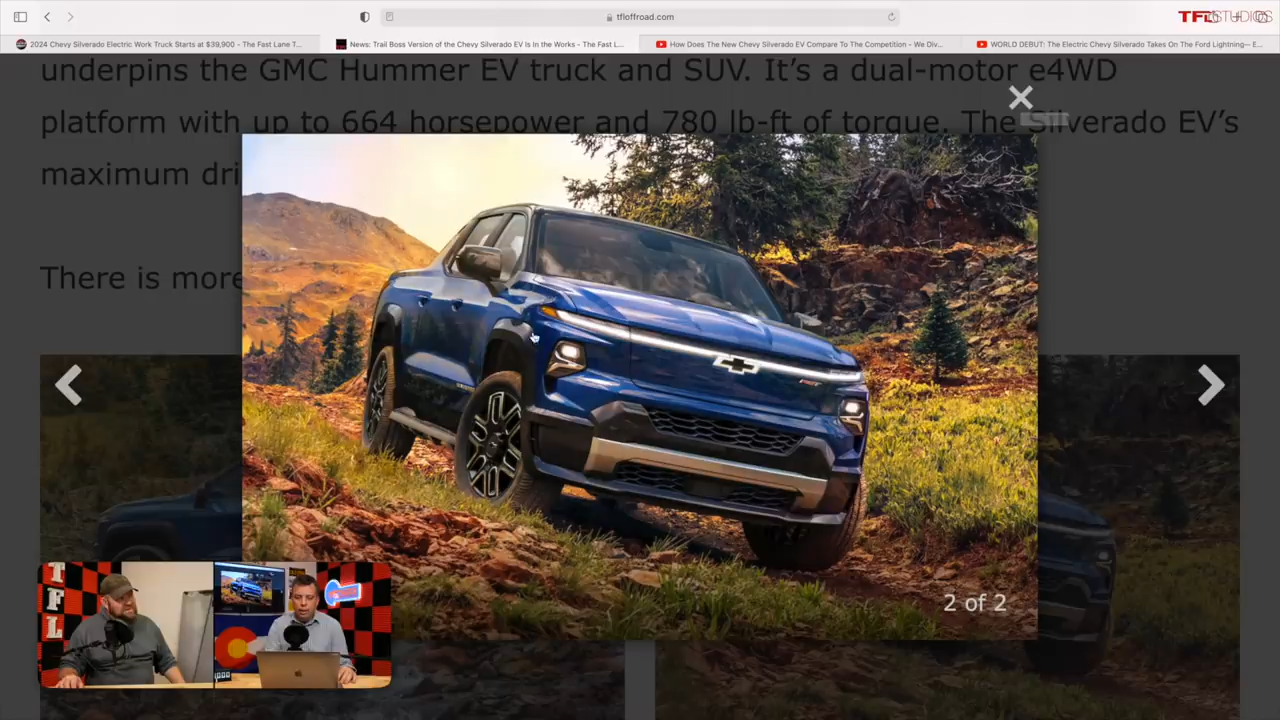 tfloffroad.com
TFL STUDIOS
2024 Chevy Silverado Electric Work Truck Starts at $39,900 - The Fast Lane T...
News: Trail Boss Version of the Chevy Silverado EV Is In the Works - The Fast L...
How Does The New Chevy Silverado EV Compare To The Competition - We Div...
WORLD DEBUT: The Electric Chevy Silverado Takes On The Ford Lightning— E...
underpins the GMC Hummer EV truck and SUV. It's a dual-motor e4WD
platform with up to 664 horsepower and 780 lb-ft of torque. The Silverado EV's
maximum dri
There is more
2 of 2
TFL